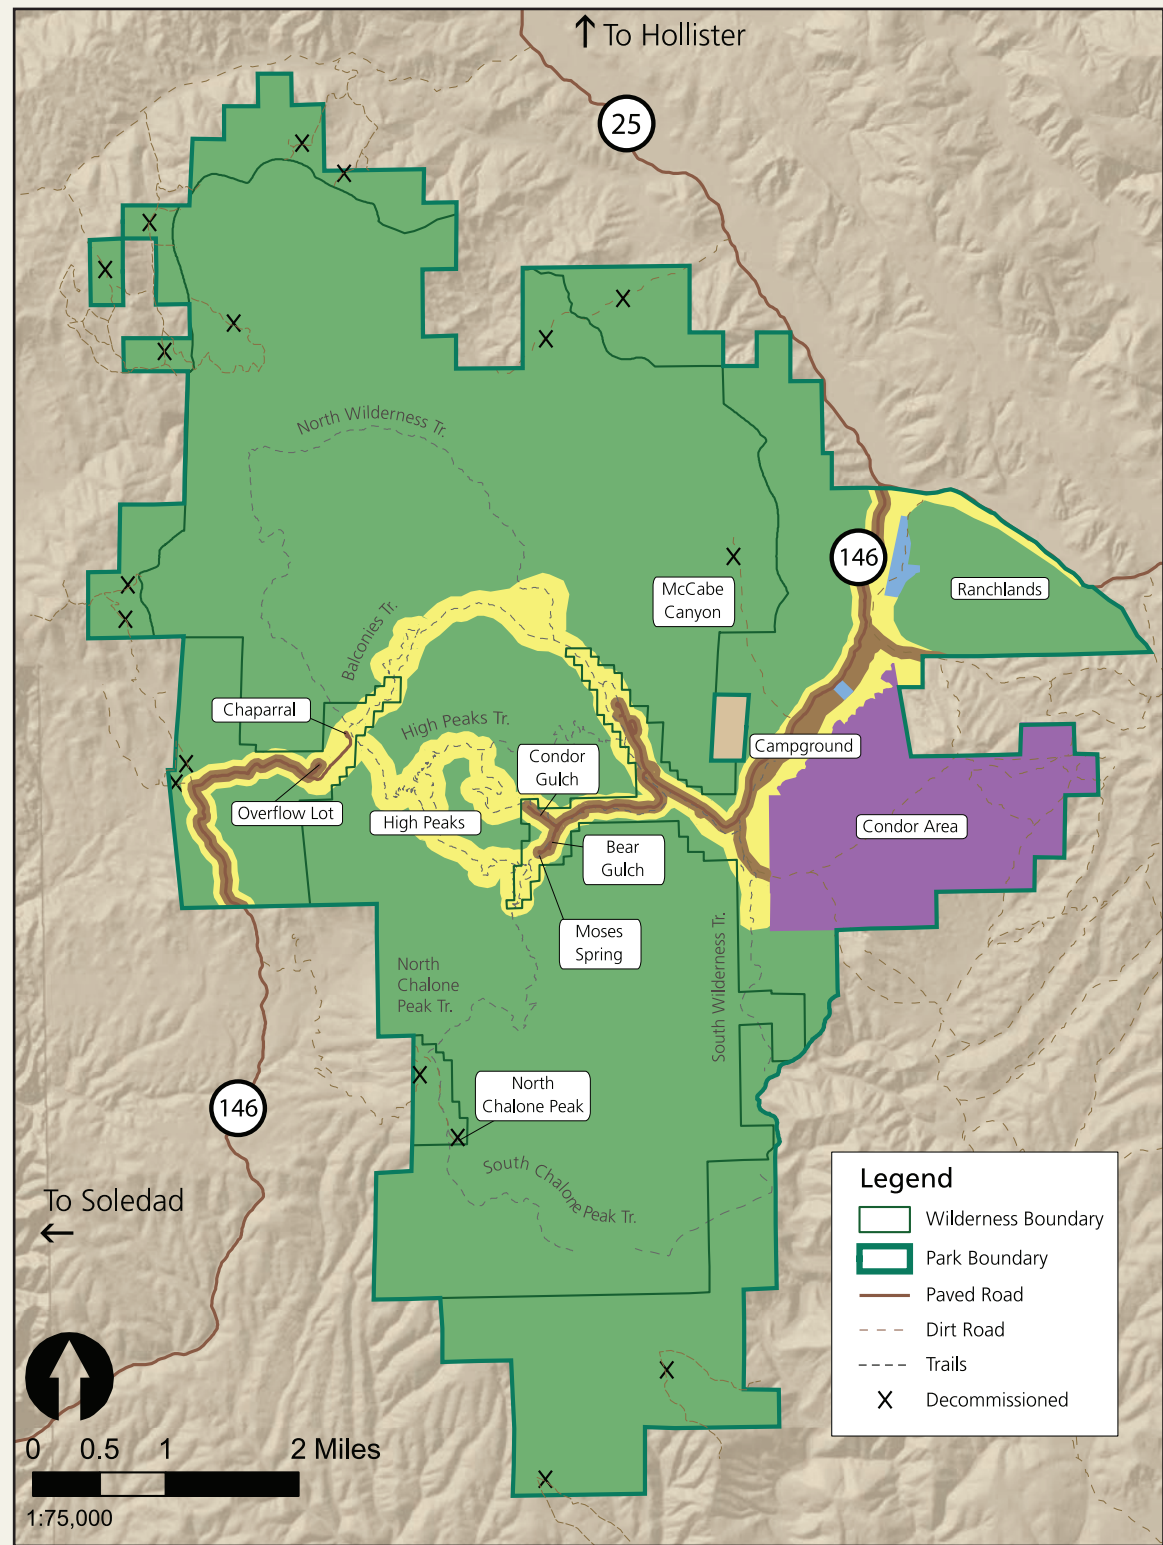 ↑ To Hollister
25
North Wilderness Tr.
146
McCabe
Canyon
Ranchlands
Balconies Tr.
Chaparral
High Peaks Tr.
Condor
Gulch
Campground
Overflow Lot
High Peaks
Condor Area
Bear
Gulch
Moses
Spring
South Wilderness Tr.
North
Chalone
Peak Tr.
North
Chalone Peak
146
South Chalone Peak Tr.
To Soledad
←
Legend
Wilderness Boundary
Park Boundary
Paved Road
Dirt Road
Trails
X Decommissioned
0 0.5 1 2 Miles
1:75,000